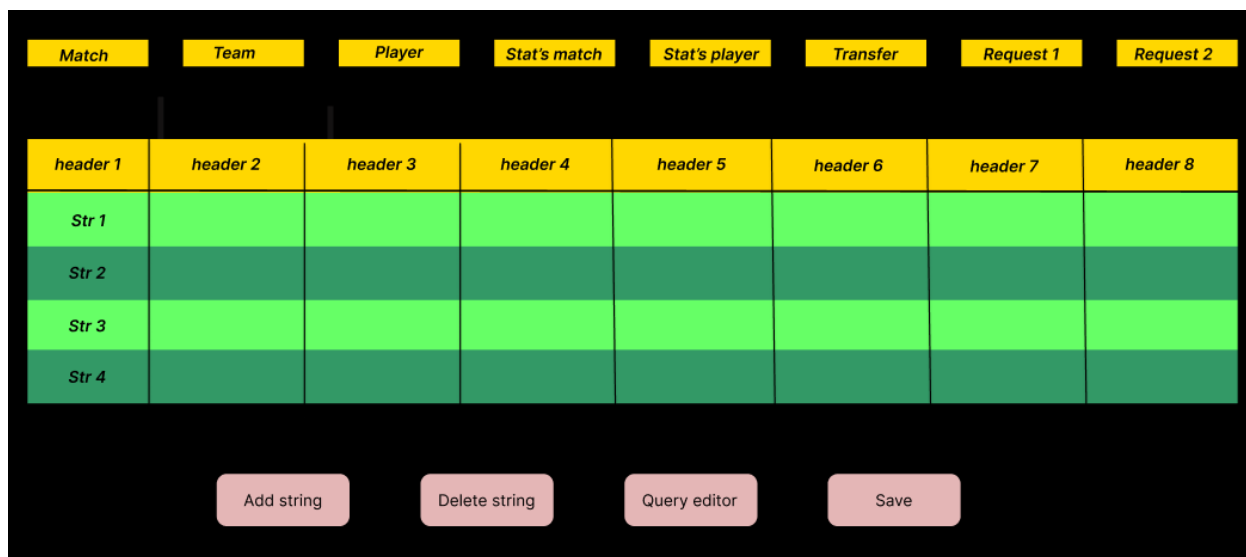 Match Team Player Stat's match Stat's player Transfer Request 1 Request 2
header 1 header 2 header 3 header 4 header 5 header 6 header 7 header 8
Str 1
Str 2
Str 3
Str 4
Add string Delete string Query editor Save